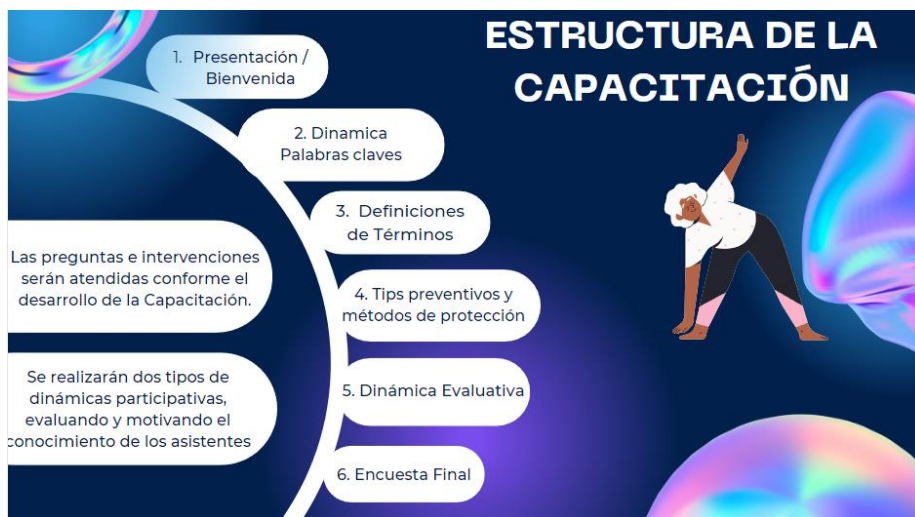 ESTRUCTURA DE LA
CAPACITACIÓN
1. Presentación /
Bienvenida
2. Dinamica
Palabras claves
3. Definiciones
de Términos
4. Tips preventivos y
métodos de protección
5. Dinámica Evaluativa
6. Encuesta Final
Las preguntas e intervenciones
serán atendidas conforme el
desarrollo de la Capacitación.
Se realizarán dos tipos de
dinámicas participativas,
evaluando y motivando el
conocimiento de los asistentes